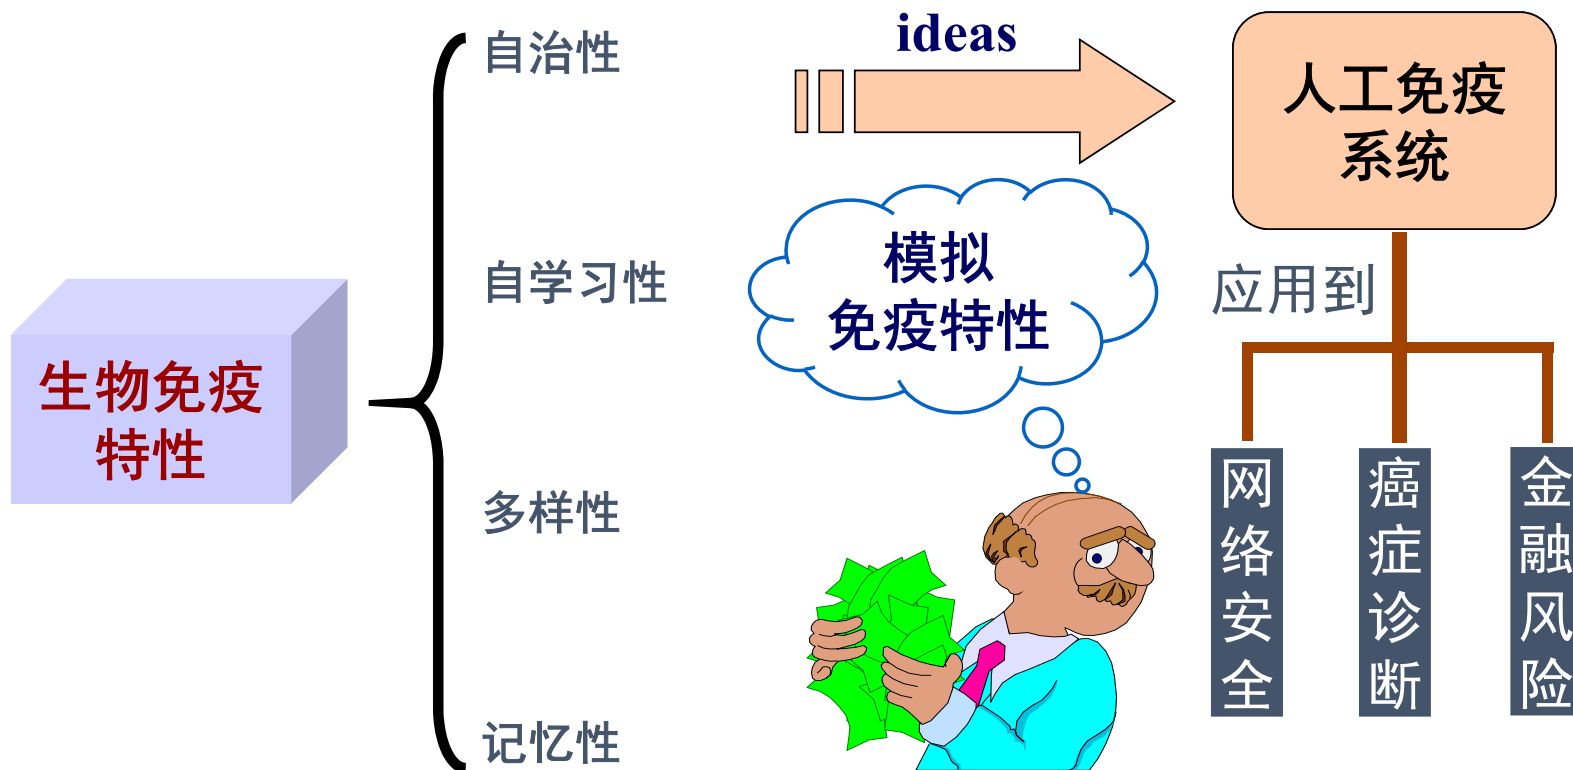 生物免疫
特性
自治性
自学习性
多样性
记忆性
ideas
模拟
免疫特性
人工免疫
系统
应用到
网络安全
癌症诊断
金融风险